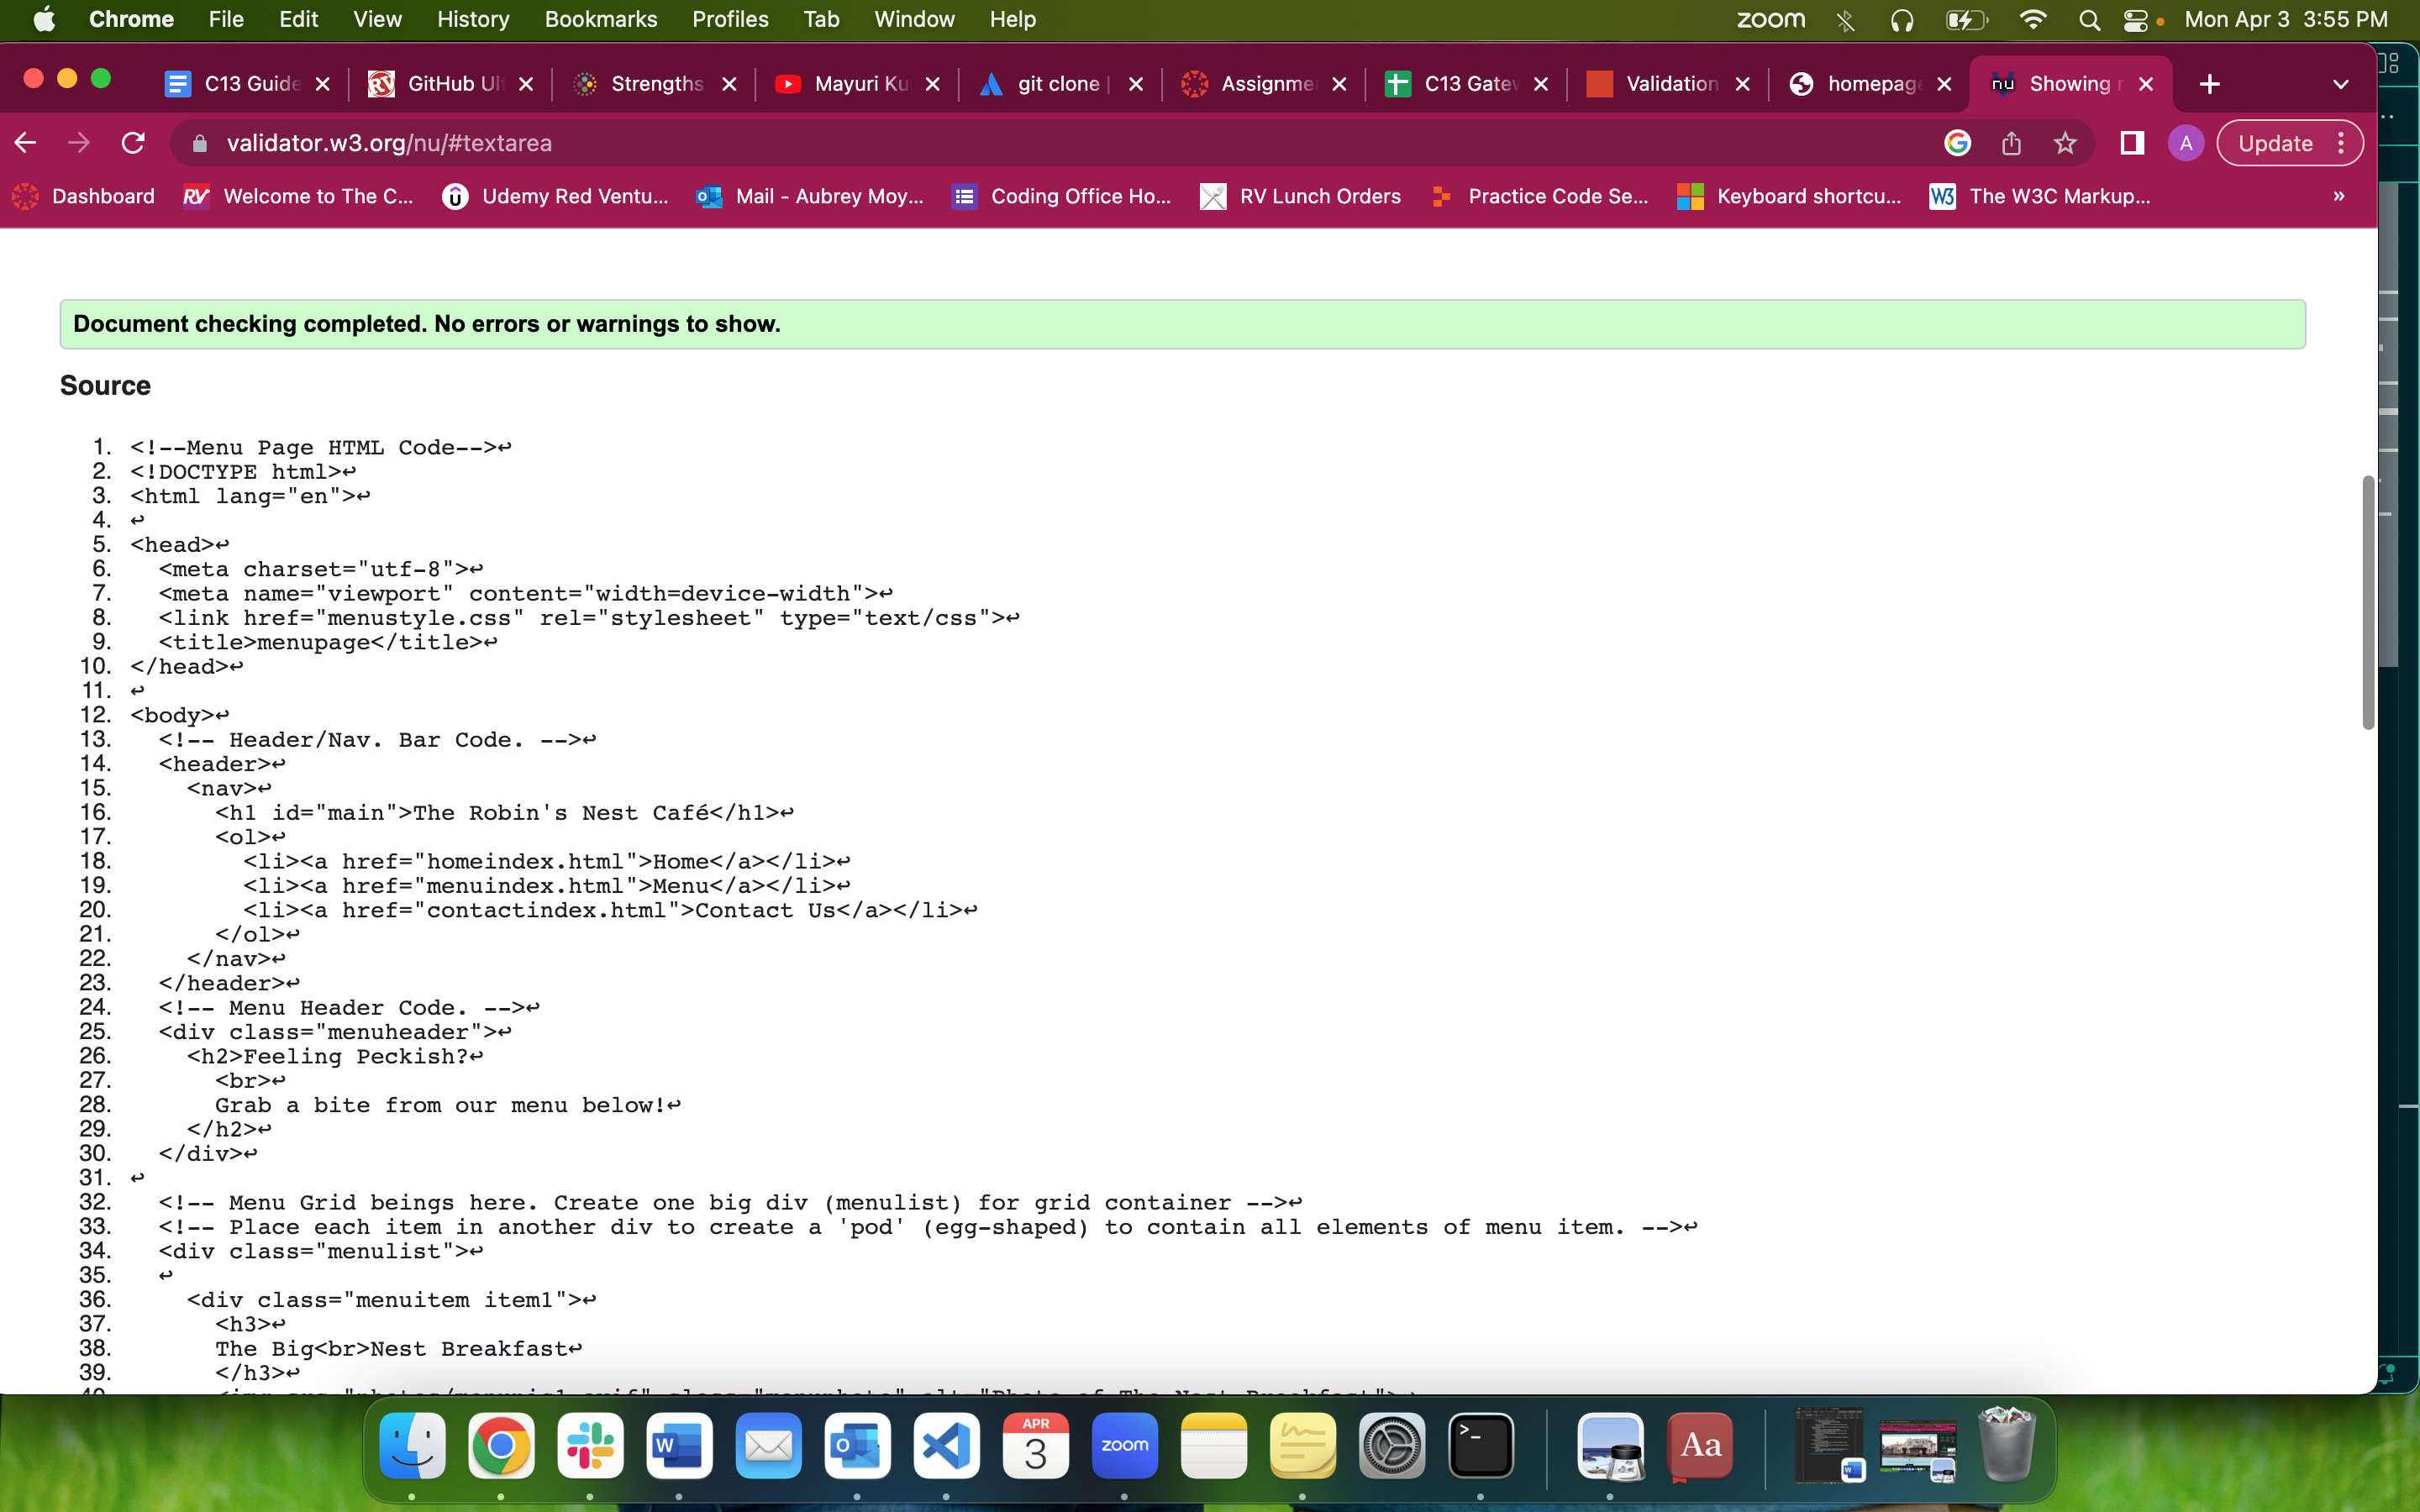 Chrome File Edit View History Bookmarks Profiles Tab Window Help zoom Mon Apr 3 3:55 PM
C13 Guide GitHub Ul Strengths Mayuri Ku git clone | Assignme C13 Gatew Validation homepage Showing r
validator.w3.org/nu/#textarea A Update
Dashboard RV Welcome to The C... Udemy Red Ventu... Mail - Aubrey Moy... Coding Office Ho... RV Lunch Orders Practice Code Se... Keyboard shortcu... W3 The W3C Markup... »
Document checking completed. No errors or warnings to show.
Source
1. <!--Menu Page HTML Code-->↩
2. <!DOCTYPE html>↩
3. <html lang="en">↩
4. ↩
5. <head>↩
6. <meta charset="utf-8">↩
7. <meta name="viewport" content="width=device-width">↩
8. <link href="menustyle.css" rel="stylesheet" type="text/css">↩
9. <title>menupage</title>↩
10. </head>↩
11. ↩
12. <body>↩
13. <!-- Header/Nav. Bar Code. -->↩
14. <header>↩
15. <nav>↩
16. <h1 id="main">The Robin's Nest Café</h1>↩
17. <ol>↩
18. <li><a href="homeindex.html">Home</a></li>↩
19. <li><a href="menuindex.html">Menu</a></li>↩
20. <li><a href="contactindex.html">Contact Us</a></li>↩
21. </ol>↩
22. </nav>↩
23. </header>↩
24. <!-- Menu Header Code. -->↩
25. <div class="menuheader">↩
26. <h2>Feeling Peckish?↩
27. <br>↩
28. Grab a bite from our menu below!↩
29. </h2>↩
30. </div>↩
31. ↩
32. <!-- Menu Grid beings here. Create one big div (menulist) for grid container -->↩
33. <!-- Place each item in another div to create a 'pod' (egg-shaped) to contain all elements of menu item. -->↩
34. <div class="menulist">↩
35. ↩
36. <div class="menuitem item1">↩
37. <h3>↩
38. The Big<br>Nest Breakfast↩
39. </h3>↩
APR
3
zoom
Aa